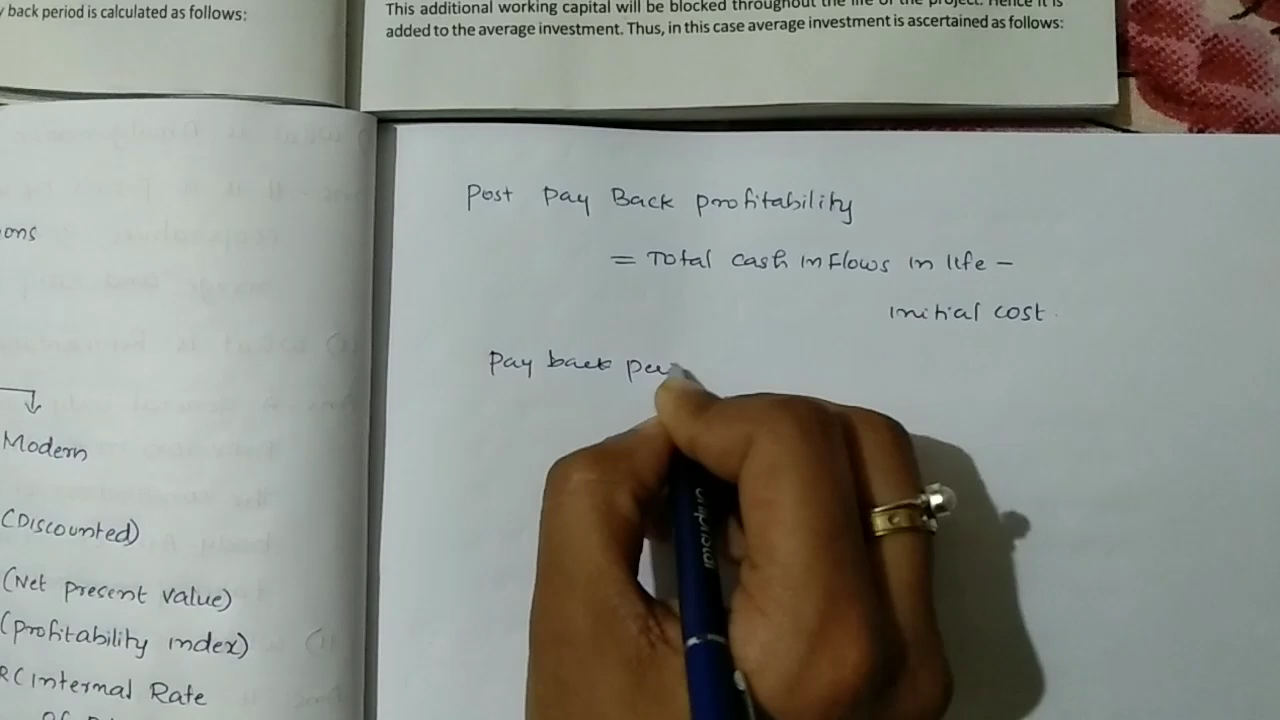 back period is calculated as follows:
This additional working capital will be blocked throughout the life of the project. Hence it is
added to the average investment. Thus, in this case average investment is ascertained as follows:
ons
Modern
(Discounted)
(Net present value)
(profitability index)
R(Internal Rate
Post Pay Back profitability
= Total cash inflows in life -
initial cost
Pay back pe